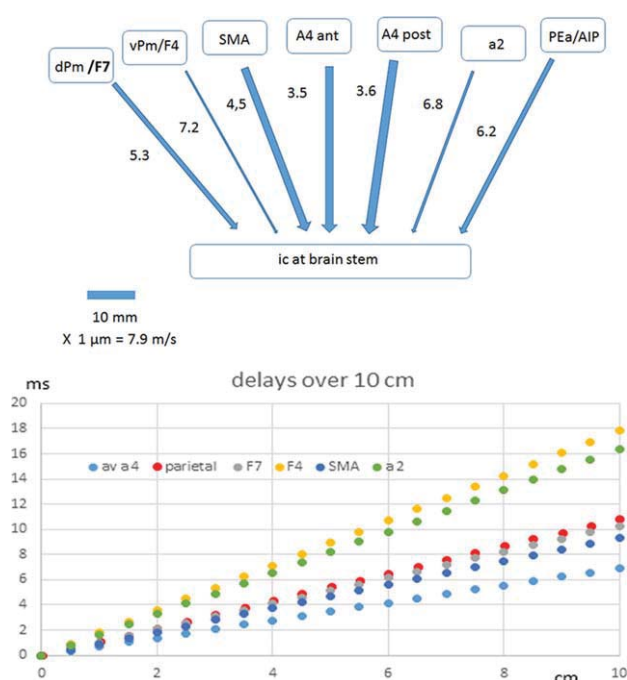 dPm /F7
vPm/F4
SMA
A4 ant
A4 post
a2
PEa/AIP
5.3
7.2
4,5
3.5
3.6
6.8
6.2
ic at brain stem
10 mm
X 1 µm = 7.9 m/s
delays over 10 cm
ms
20
18
16
14
12
10
8
6
4
2
0
av a4 parietal F7 F4 SMA a2
0 2 4 6 8 10
cm